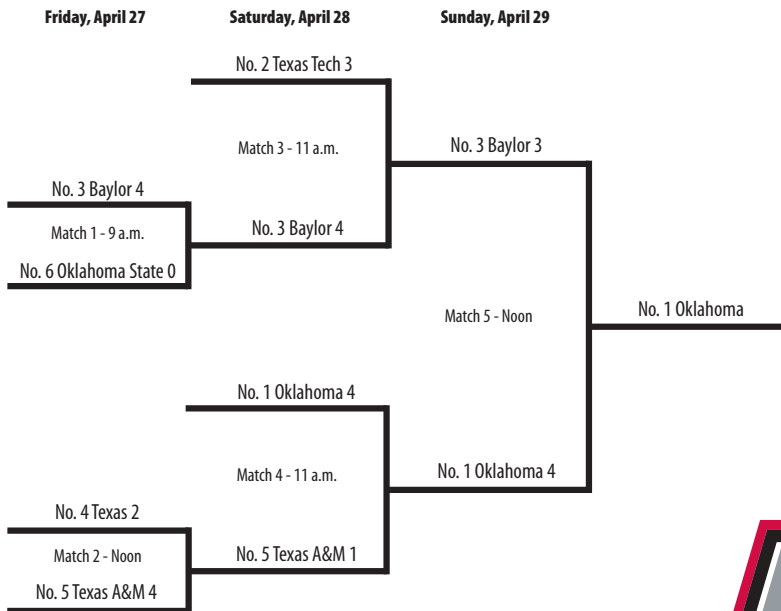 Friday, April 27
Saturday, April 28
Sunday, April 29
No. 2 Texas Tech 3
Match 3 - 11 a.m.
No. 3 Baylor 3
No. 3 Baylor 4
Match 1 - 9 a.m.
No. 3 Baylor 4
No. 6 Oklahoma State 0
Match 5 - Noon
No. 1 Oklahoma
No. 1 Oklahoma 4
Match 4 - 11 a.m.
No. 1 Oklahoma 4
No. 4 Texas 2
Match 2 - Noon
No. 5 Texas A&M 1
No. 5 Texas A&M 4